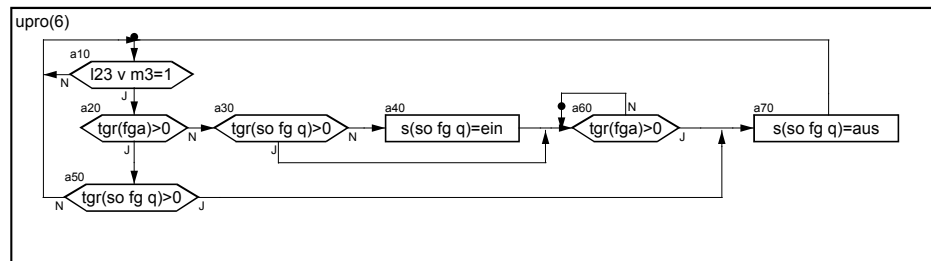 upro(6)
a10
l23 v m3=1
N
J
a20
tgr(fga)>0
N
J
a30
tgr(so fg q)>0
N
J
a40
s(so fg q)=ein
a60
N
tgr(fga)>0
J
a70
s(so fg q)=aus
a50
N
tgr(so fg q)>0
J